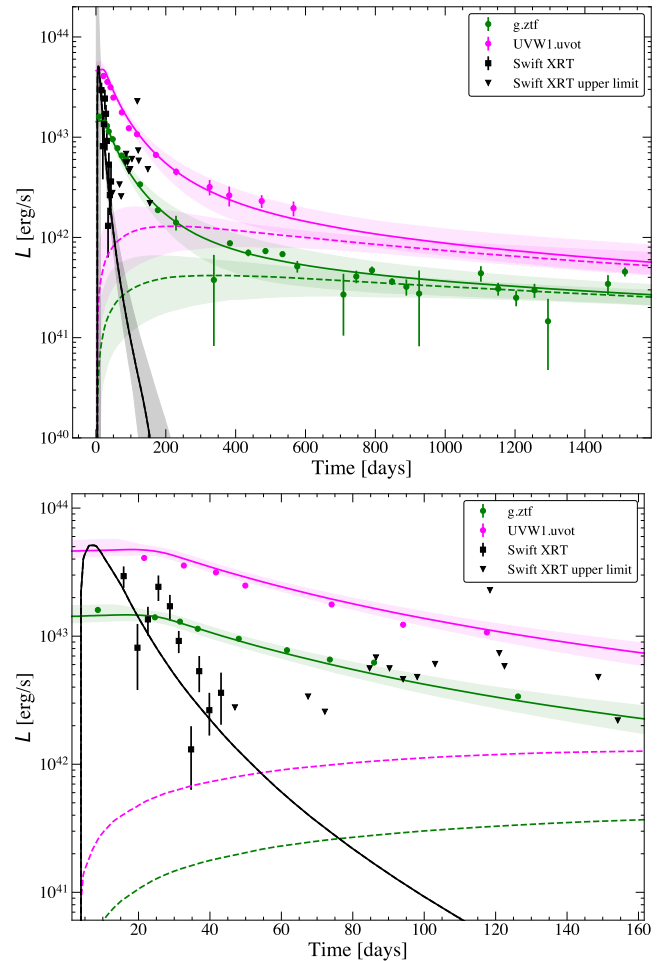 g.ztf
UVW1.uvot
Swift XRT
Swift XRT upper limit
10^44
10^43
10^42
10^41
10^40
L [erg/s]
0 200 400 600 800 1000 1200 1400
Time [days]
g.ztf
UVW1.uvot
Swift XRT
Swift XRT upper limit
10^44
10^43
10^42
10^41
L [erg/s]
20 40 60 80 100 120 140 160
Time [days]